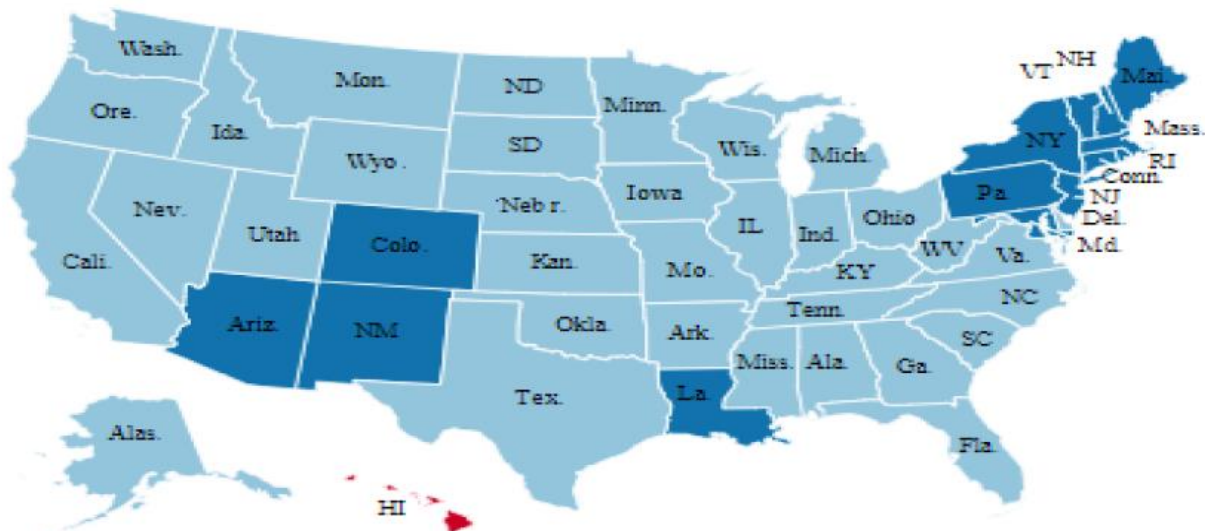 NH
VT
Wash.
Mai.
Mon.
ND
Minn.
Ore.
Ida.
SD
Wis.
Mich.
NY
Mass.
Wyo.
RI
Conn.
Nev.
Nebr.
Iowa
Pa.
NJ
Utah
Colo.
IL
Ind.
Ohio
Del.
Cali.
Kan.
Mo.
KY
WV
Va.
Md.
Ariz.
NM
Okla.
Ark.
Tenn.
NC
SC
Tex.
La.
Miss.
Ala.
Ga.
Alas.
Fla.
HI